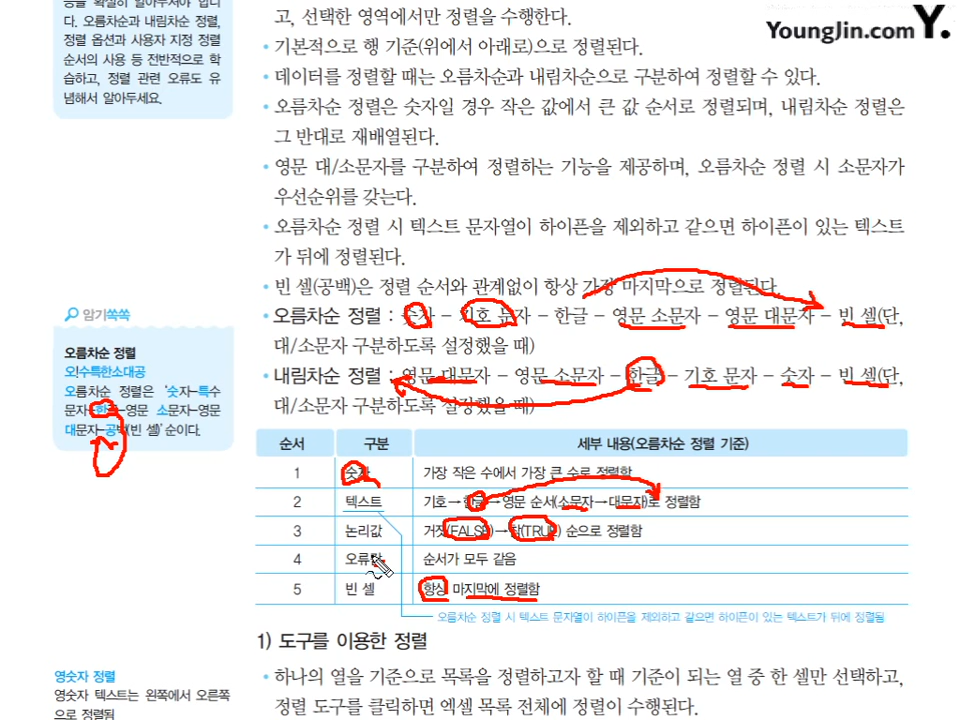 등을 확실히 알아두셔야 합니
다. 오름차순과 내림차순 정렬,
정렬 옵션과 사용자 지정 정렬
순서의 사용 등 전반적으로 학
습하고, 정렬 관련 오류도 유
념해서 알아두세요.
YoungJin.com Y.
고, 선택한 영역에서만 정렬을 수행한다.
• 기본적으로 행 기준(위에서 아래로)으로 정렬된다.
• 데이터를 정렬할 때는 오름차순과 내림차순으로 구분하여 정렬할 수 있다.
• 오름차순 정렬은 숫자일 경우 작은 값에서 큰 값 순서로 정렬되며, 내림차순 정렬은
그 반대로 재배열된다.
• 영문 대/소문자를 구분하여 정렬하는 기능을 제공하며, 오름차순 정렬 시 소문자가
우선순위를 갖는다.
• 오름차순 정렬 시 텍스트 문자열이 하이픈을 제외하고 같으면 하이픈이 있는 텍스트
가 뒤에 정렬된다.
• 빈 셀(공백)은 정렬 순서와 관계없이 항상 가장 마지막으로 정렬된다.
• 오름차순 정렬 : 숫자 – 기호 문자 – 한글 – 영문 소문자 – 영문 대문자 – 빈 셀(단,
대/소문자 구분하도록 설정했을 때)
• 내림차순 정렬 : 영문 대문자 – 영문 소문자 – 한글 – 기호 문자 – 숫자 – 빈 셀(단,
대/소문자 구분하도록 설정했을 때)
암기쏙쏙
오름차순 정렬
오!수특한소대공
오름차순 정렬은 '숫자–특수
문자–한글–영문 소문자–영문
대문자–공백(빈 셀)' 순이다.
순서 구분 세부 내용(오름차순 정렬 기준)
1 숫자 가장 작은 수에서 가장 큰 수로 정렬함
2 텍스트 기호→한글→영문 순서(소문자→대문자)로 정렬함
3 논리값 거짓(FALSE)→참(TRUE) 순으로 정렬함
4 오류값 순서가 모두 같음
5 빈 셀 항상 마지막에 정렬함
오름차순 정렬 시 텍스트 문자열이 하이픈을 제외하고 같으면 하이픈이 있는 텍스트가 뒤에 정렬됨
1) 도구를 이용한 정렬
• 하나의 열을 기준으로 목록을 정렬하고자 할 때 기준이 되는 열 중 한 셀만 선택하고,
정렬 도구를 클릭하면 엑셀 목록 전체에 정렬이 수행된다.
영숫자 정렬
영숫자 텍스트는 왼쪽에서 오른쪽
으로 정렬됨